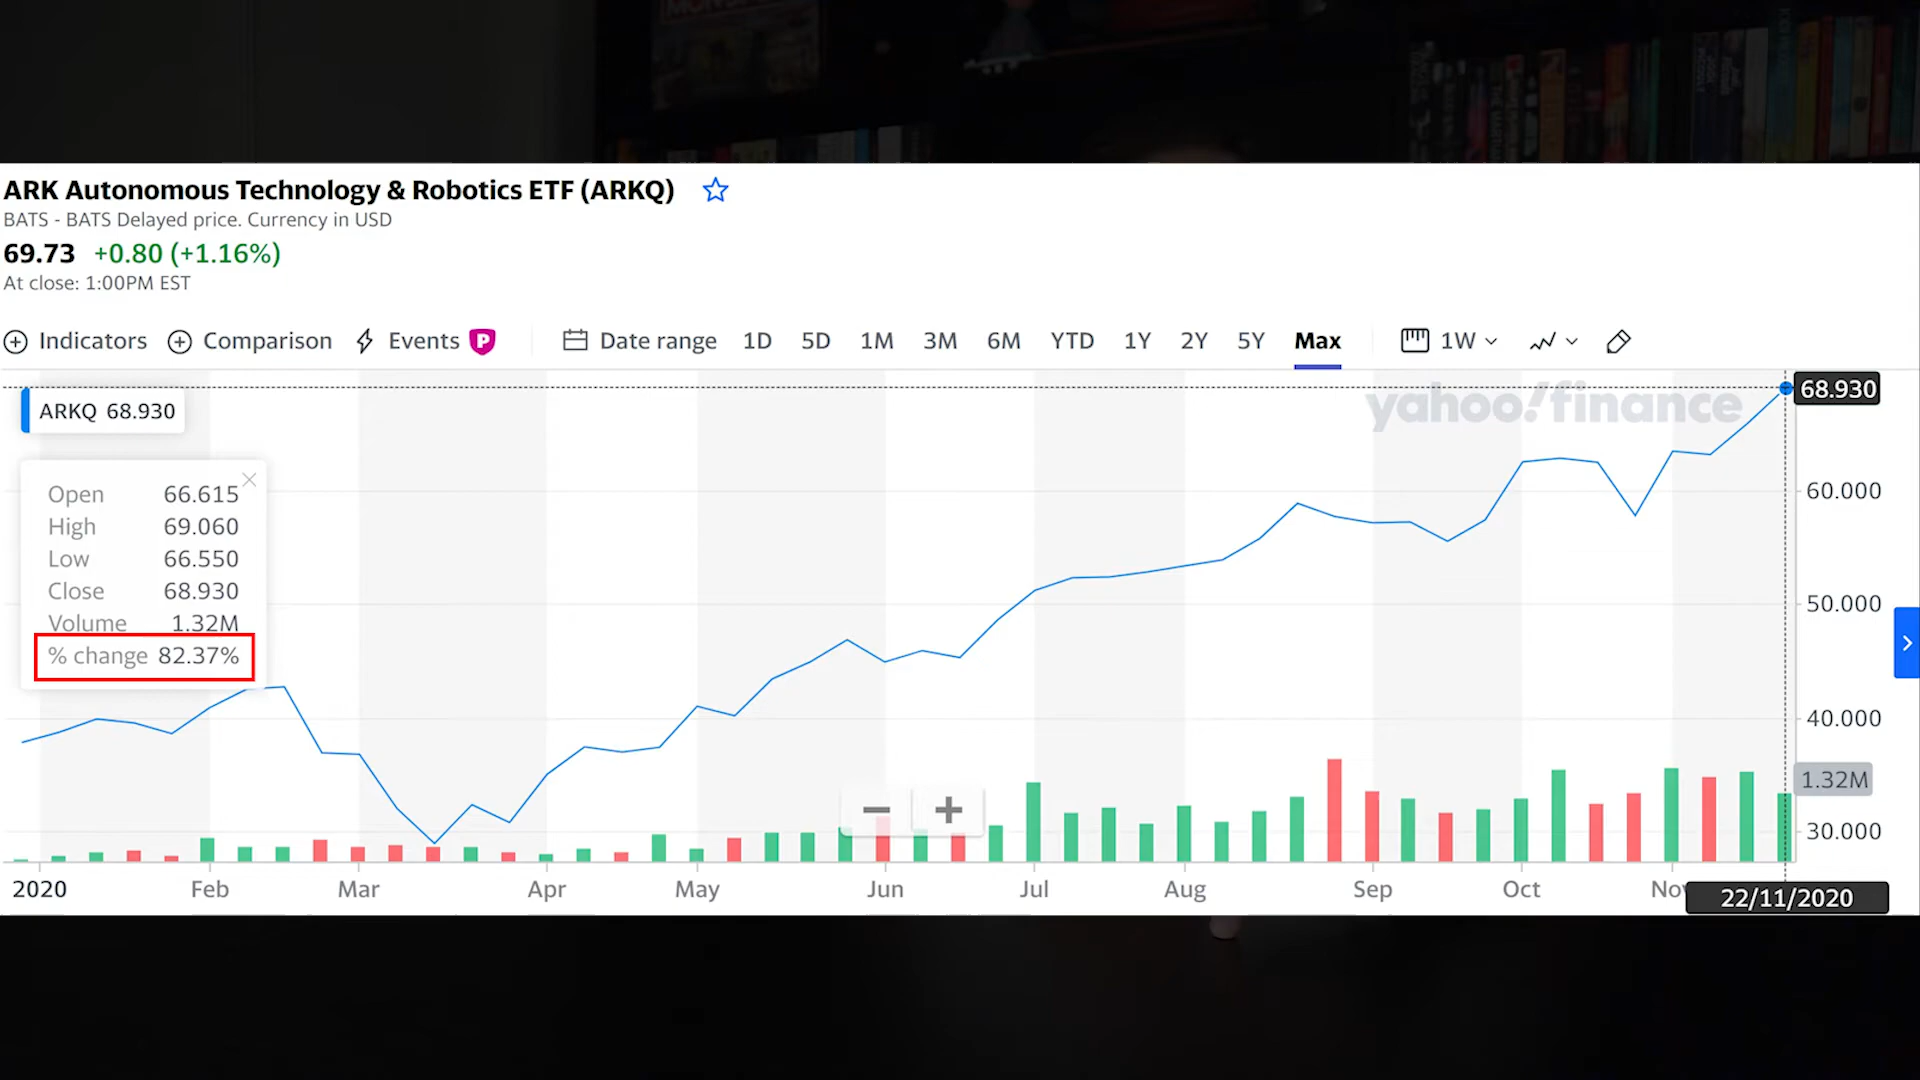 ARK Autonomous Technology & Robotics ETF (ARKQ)
BATS - BATS Delayed price. Currency in USD
69.73 +0.80 (+1.16%)
At close: 1:00PM EST
Indicators Comparison Events P Date range 1D 5D 1M 3M 6M YTD 1Y 2Y 5Y Max 1W
ARKQ 68.930
yahoo!finance
68.930
Open 66.615
High 69.060
Low 66.550
Close 68.930
Volume 1.32M
% change 82.37%
60.000
50.000
40.000
1.32M
30.000
2020 Feb Mar Apr May Jun Jul Aug Sep Oct No
22/11/2020